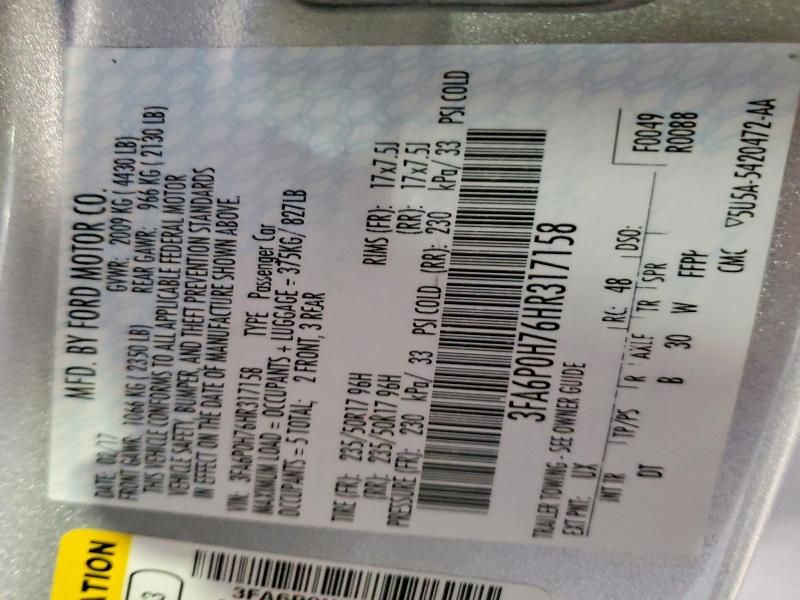 MFD. BY FORD MOTOR CO.
DATE: 02/17 GVWR: 2009 KG ( 4430 LB)
FRONT GAWR: 1066 KG ( 2350 LB) REAR GAWR: 966 KG ( 2130 LB)
THIS VEHICLE CONFORMS TO ALL APPLICABLE FEDERAL MOTOR
VEHICLE SAFETY, BUMPER, AND THEFT PREVENTION STANDARDS
IN EFFECT ON THE DATE OF MANUFACTURE SHOWN ABOVE.
VIN: 3FA6P0H76HR317158 TYPE Passenger Car
MAXIMUM LOAD = OCCUPANTS + LUGGAGE = 375KG/ 827LB
OCCUPANTS = 5 TOTAL; 2 FRONT, 3 REAR
TIRE (FR): 235/50R17 96H RIMS (FR): 17x7.5J
(RR): 235/50R17 96H (RR): 17x7.5J
PRESSURE (FR): 230 kPa/ 33 PSI COLD (RR): 230 kPa/ 33 PSI COLD
3FA6P0H76HR317158
TRAILER TOWING - SEE OWNER GUIDE
F0049
R0088
EXT PNT: UX RC: 48 DSO:
INT TR TP/PS R AXLE TR SPR
DT B 30 W FFPP
CMC ▽5U5A-5420472-AA
ATION
3